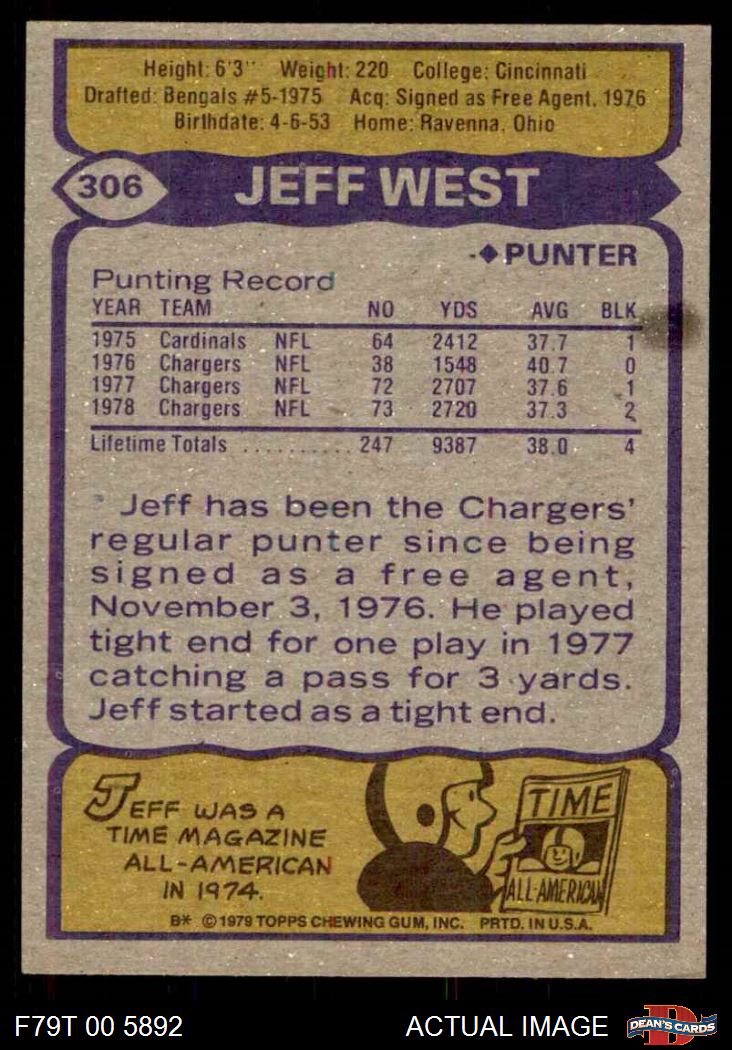 Height: 6'3" Weight: 220 College: Cincinnati
Drafted: Bengals #5-1975 Acq: Signed as Free Agent, 1976
Birthdate: 4-6-53 Home: Ravenna, Ohio
306 JEFF WEST
PUNTER
Punting Record
YEAR TEAM NO YDS AVG BLK
1975 Cardinals NFL 64 2412 37.7 1
1976 Chargers NFL 38 1548 40.7 0
1977 Chargers NFL 72 2707 37.6 1
1978 Chargers NFL 73 2720 37.3 2
Lifetime Totals .......... 247 9387 38.0 4
Jeff has been the Chargers'
regular punter since being
signed as a free agent,
November 3, 1976. He played
tight end for one play in 1977
catching a pass for 3 yards.
Jeff started as a tight end.
JEFF WAS A
TIME MAGAZINE
ALL-AMERICAN
IN 1974.
TIME
ALL-AMERICAN
B* © 1979 TOPPS CHEWING GUM, INC. PRTD. IN U.S.A.
F79T 00 5892 ACTUAL IMAGE
D
DEAN'S CARDS